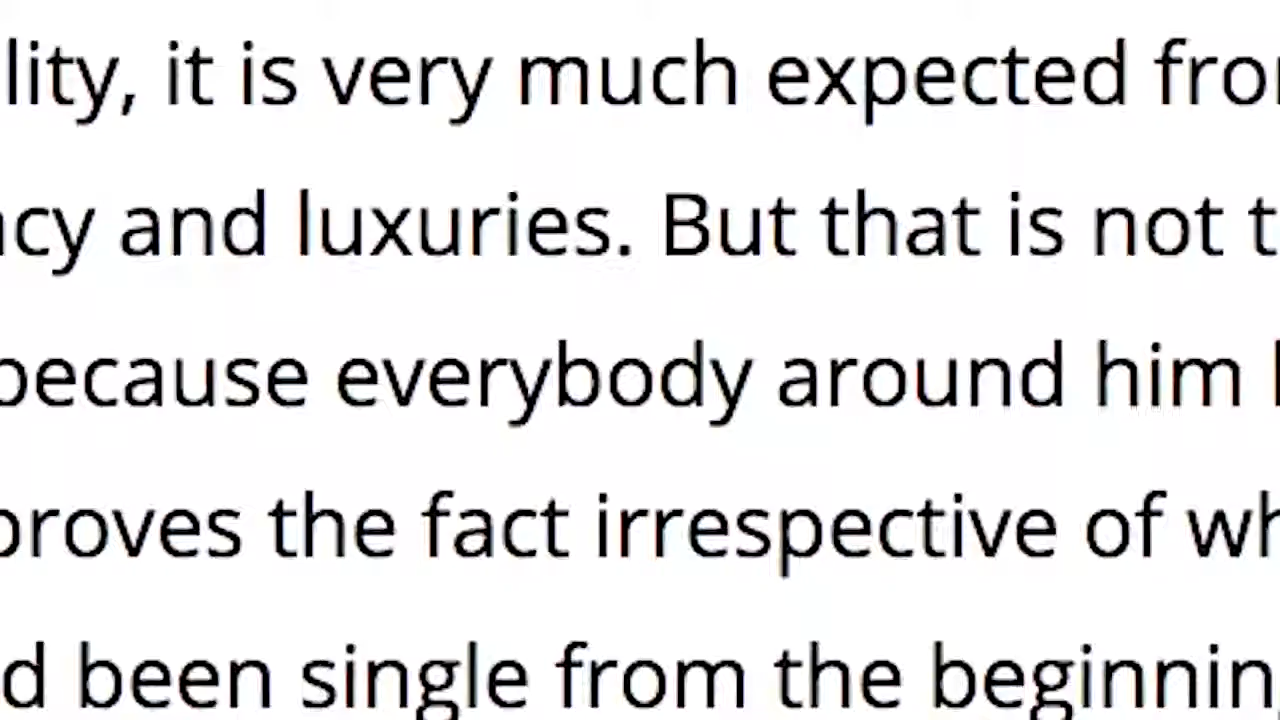 lity, it is very much expected fro
cy and luxuries. But that is not t
because everybody around him
proves the fact irrespective of wh
d been single from the beginnin